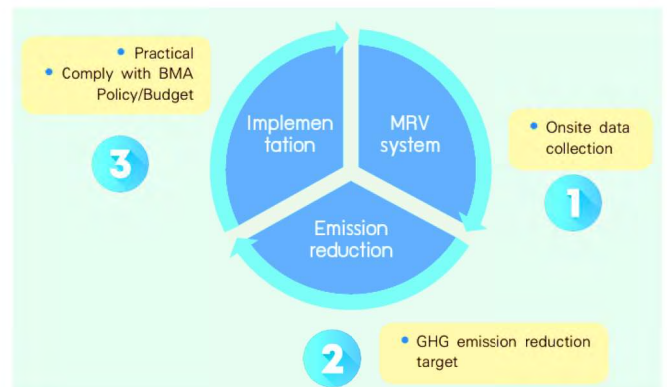 • Practical
• Comply with BMA
Policy/Budget
3
Implemen
tation
MRV
system
• Onsite data
collection
1
Emission
reduction
2
• GHG emission reduction
target